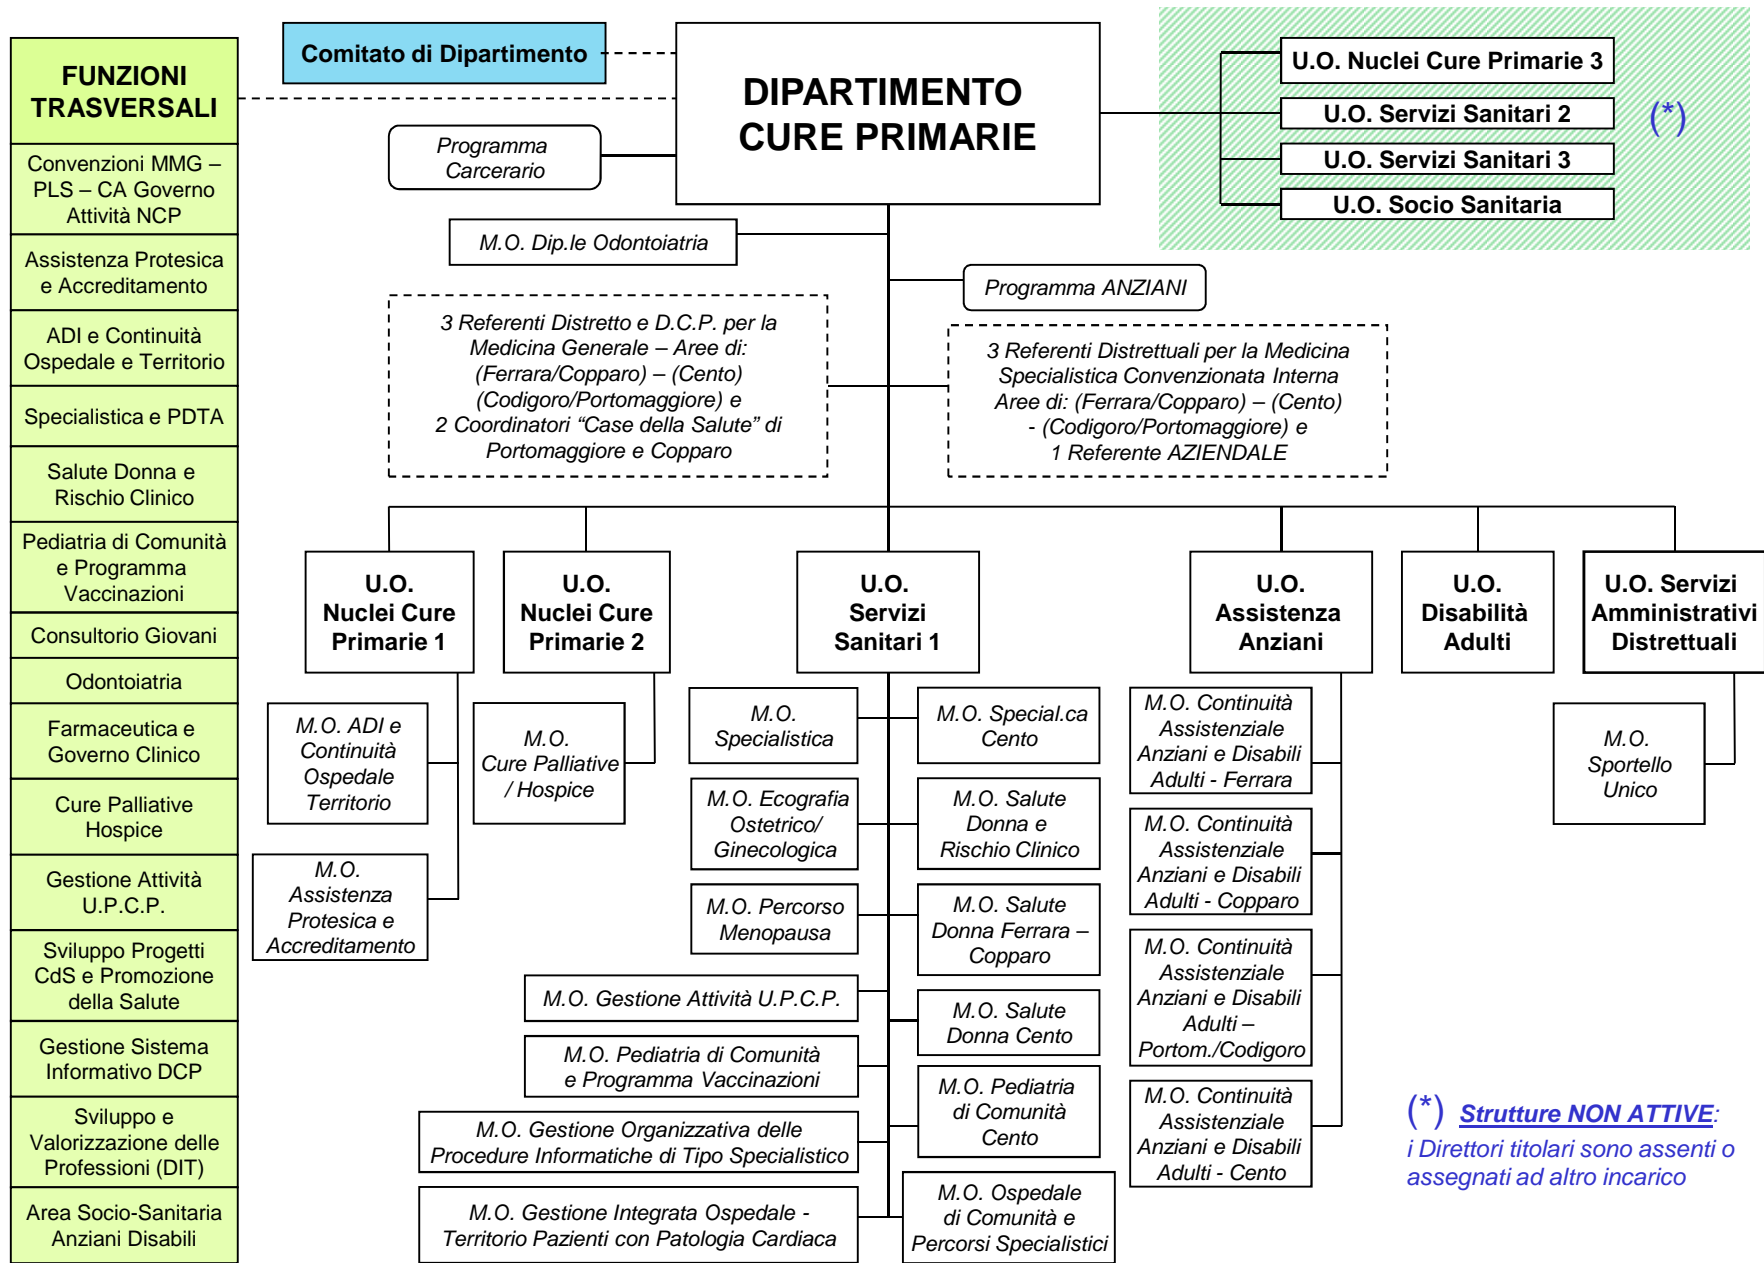 FUNZIONI
TRASVERSALI
Convenzioni MMG –
PLS – CA Governo
Attività NCP
Assistenza Protesica
e Accreditamento
ADI e Continuità
Ospedale e Territorio
Specialistica e PDTA
Salute Donna e
Rischio Clinico
Pediatria di Comunità
e Programma
Vaccinazioni
Consultorio Giovani
Odontoiatria
Farmaceutica e
Governo Clinico
Cure Palliative
Hospice
Gestione Attività
U.P.C.P.
Sviluppo Progetti
CdS e Promozione
della Salute
Gestione Sistema
Informativo DCP
Sviluppo e
Valorizzazione delle
Professioni (DIT)
Area Socio-Sanitaria
Anziani Disabili
Comitato di Dipartimento
DIPARTIMENTO
CURE PRIMARIE
Programma
Carcerario
U.O. Nuclei Cure Primarie 3
U.O. Servizi Sanitari 2
U.O. Servizi Sanitari 3
U.O. Socio Sanitaria
(*)
M.O. Dip.le Odontoiatria
Programma ANZIANI
3 Referenti Distretto e D.C.P. per la
Medicina Generale – Aree di:
(Ferrara/Copparo) – (Cento)
(Codigoro/Portomaggiore) e
2 Coordinatori “Case della Salute” di
Portomaggiore e Copparo
3 Referenti Distrettuali per la Medicina
Specialistica Convenzionata Interna
Aree di: (Ferrara/Copparo) – (Cento)
- (Codigoro/Portomaggiore) e
1 Referente AZIENDALE
U.O.
Nuclei Cure
Primarie 1
U.O.
Nuclei Cure
Primarie 2
U.O.
Servizi
Sanitari 1
U.O.
Assistenza
Anziani
U.O.
Disabilità
Adulti
U.O. Servizi
Amministrativi
Distrettuali
M.O. ADI e
Continuità
Ospedale
Territorio
M.O.
Assistenza
Protesica e
Accreditamento
M.O.
Cure Palliative
/ Hospice
M.O.
Specialistica
M.O. Special.ca
Cento
M.O. Ecografia
Ostetrico/
Ginecologica
M.O. Salute
Donna e
Rischio Clinico
M.O. Percorso
Menopausa
M.O. Salute
Donna Ferrara –
Copparo
M.O. Gestione Attività U.P.C.P.
M.O. Salute
Donna Cento
M.O. Pediatria di Comunità
e Programma Vaccinazioni
M.O. Pediatria
di Comunità
Cento
M.O. Gestione Organizzativa delle
Procedure Informatiche di Tipo Specialistico
M.O. Gestione Integrata Ospedale -
Territorio Pazienti con Patologia Cardiaca
M.O. Ospedale
di Comunità e
Percorsi Specialistici
M.O. Continuità
Assistenziale
Anziani e Disabili
Adulti - Ferrara
M.O. Continuità
Assistenziale
Anziani e Disabili
Adulti - Copparo
M.O. Continuità
Assistenziale
Anziani e Disabili
Adulti –
Portom./Codigoro
M.O. Continuità
Assistenziale
Anziani e Disabili
Adulti - Cento
M.O.
Sportello
Unico
(*) Strutture NON ATTIVE:
i Direttori titolari sono assenti o
assegnati ad altro incarico